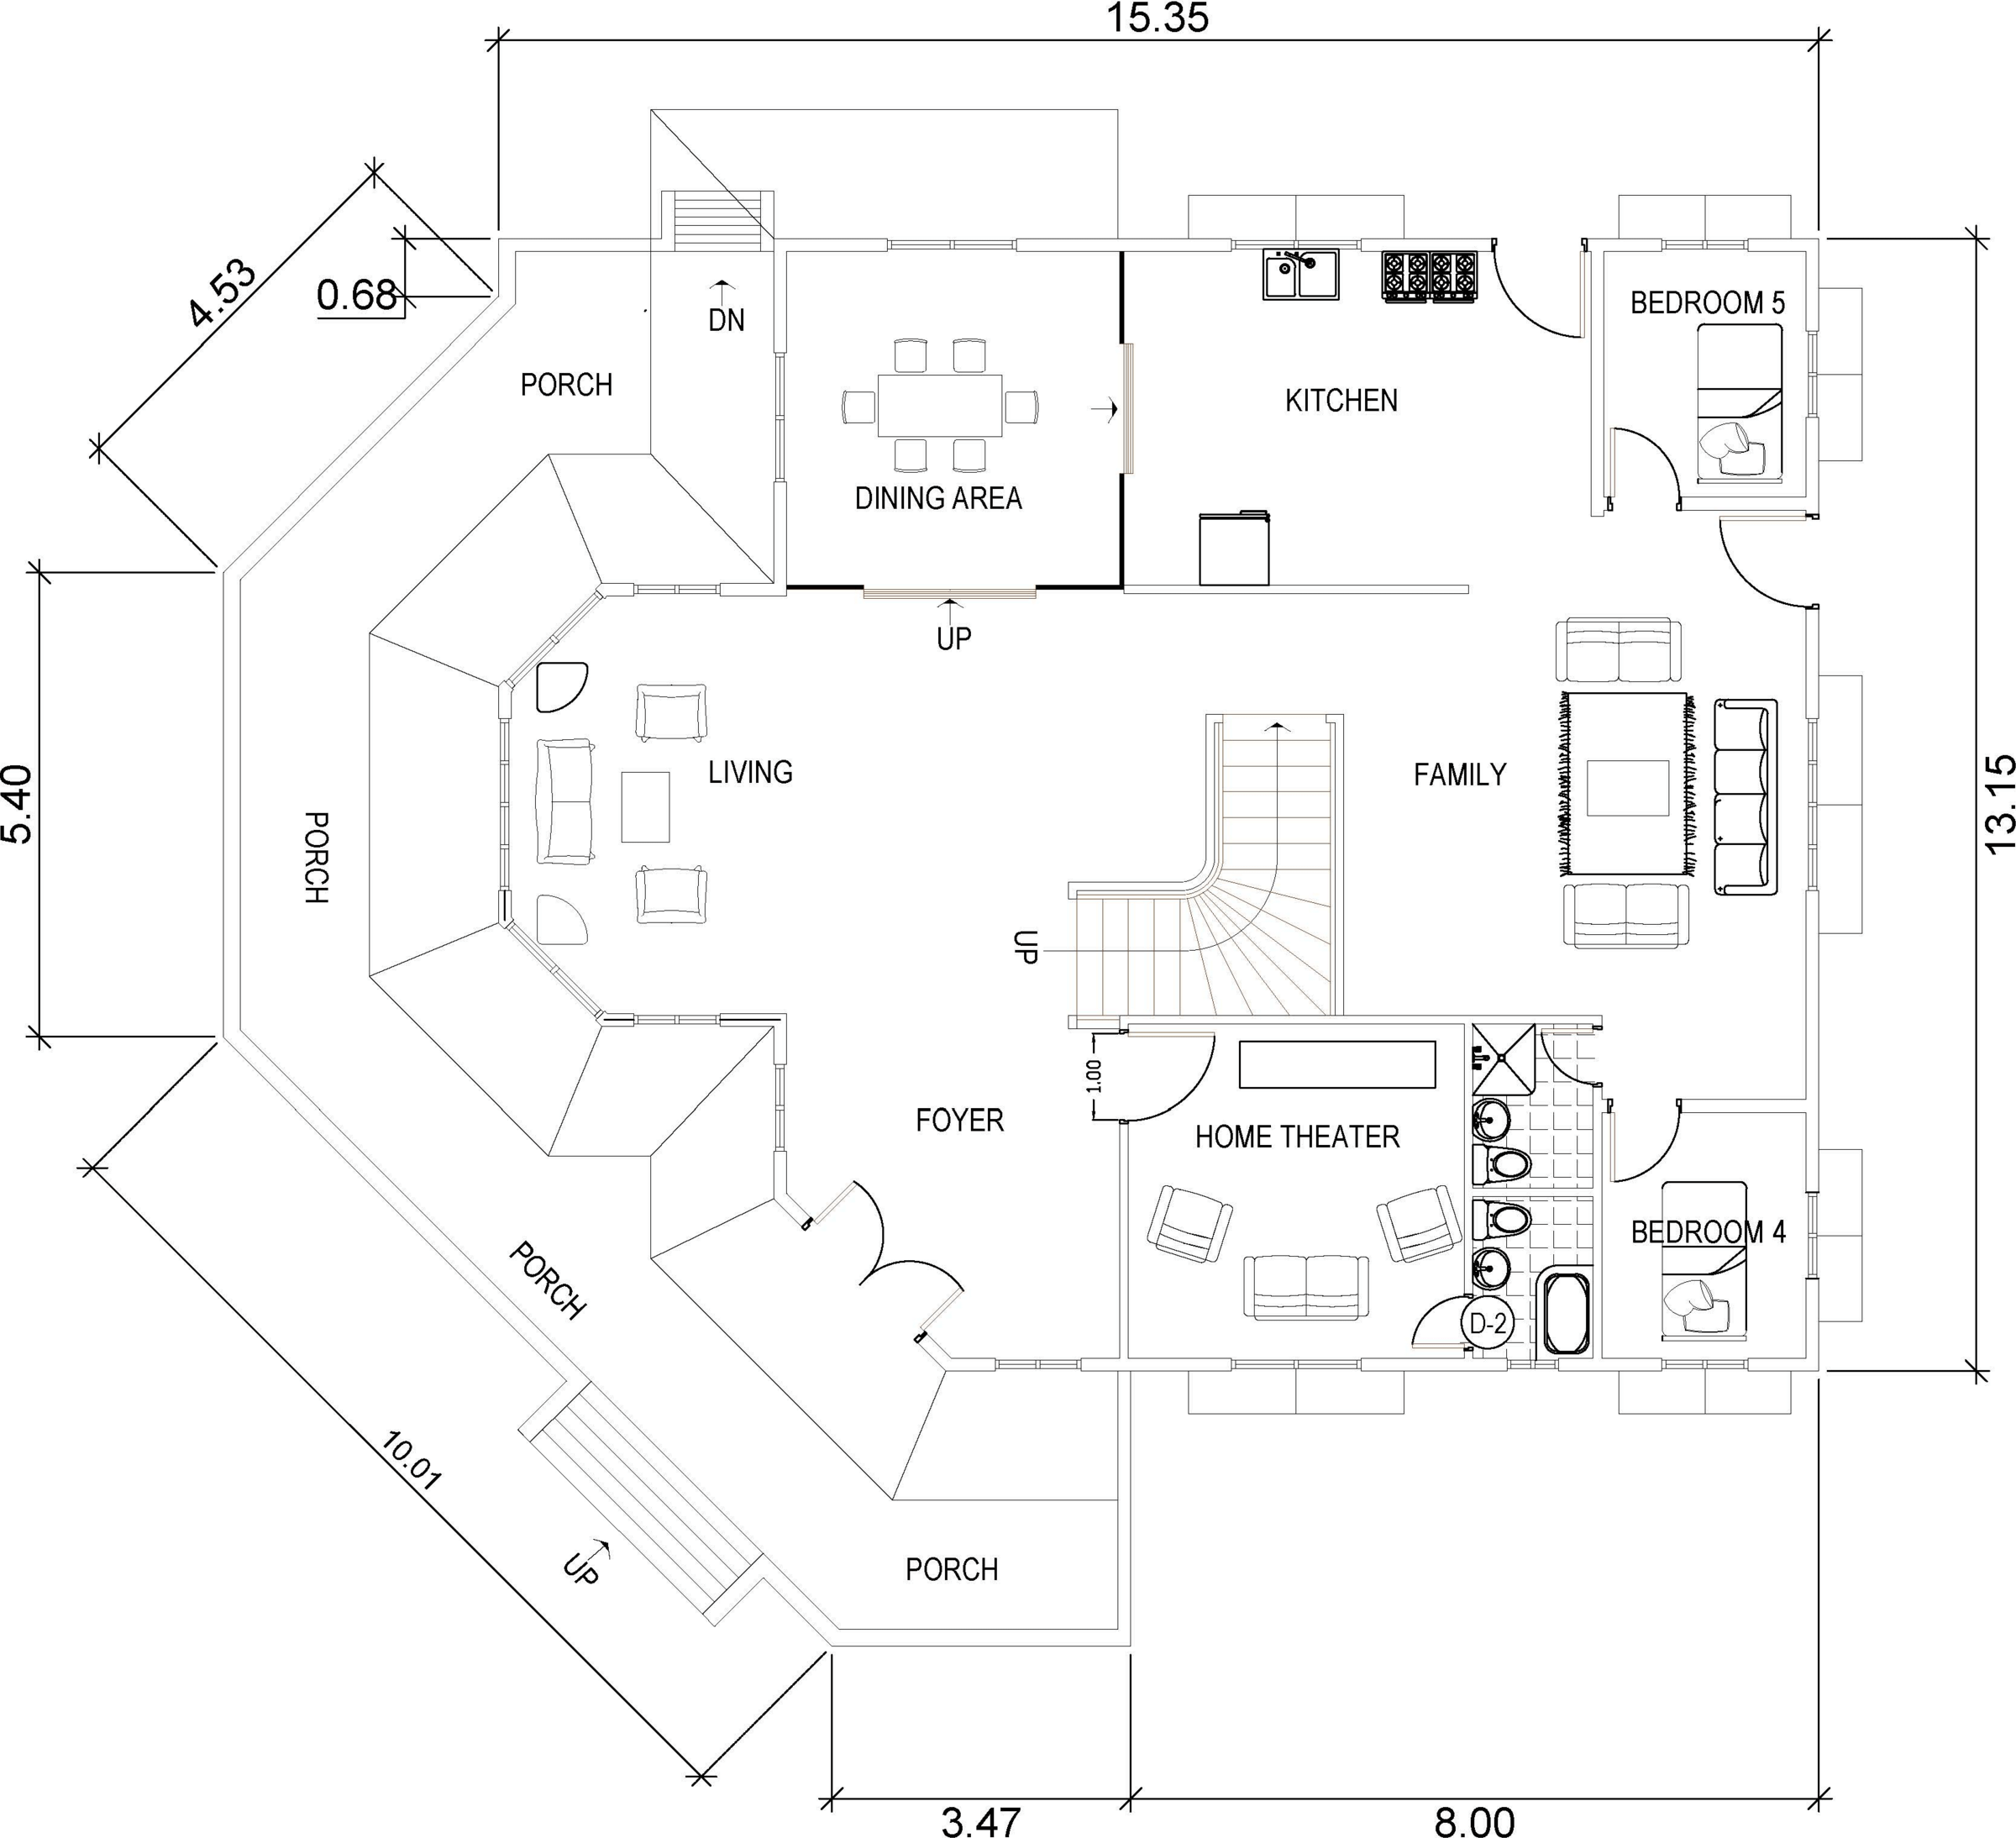 15.35
4.53
0.68
BEDROOM 5
DN
PORCH
KITCHEN
DINING AREA
UP
LIVING
FAMILY
5.40
PORCH
13.15
UP
1.00
FOYER
HOME THEATER
BEDROOM 4
PORCH
D-2
10.01
UP
PORCH
3.47
8.00